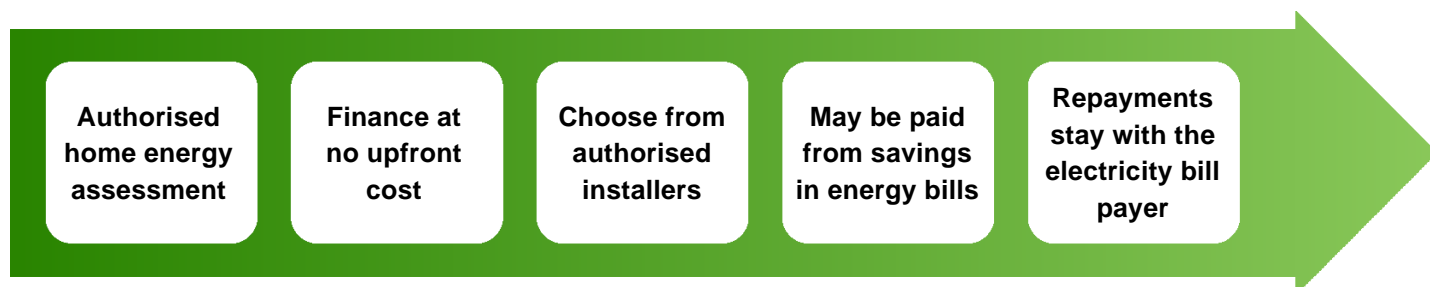 Authorised
home energy
assessment
Finance at
no upfront
cost
Choose from
authorised
installers
May be paid
from savings
in energy bills
Repayments
stay with the
electricity bill
payer